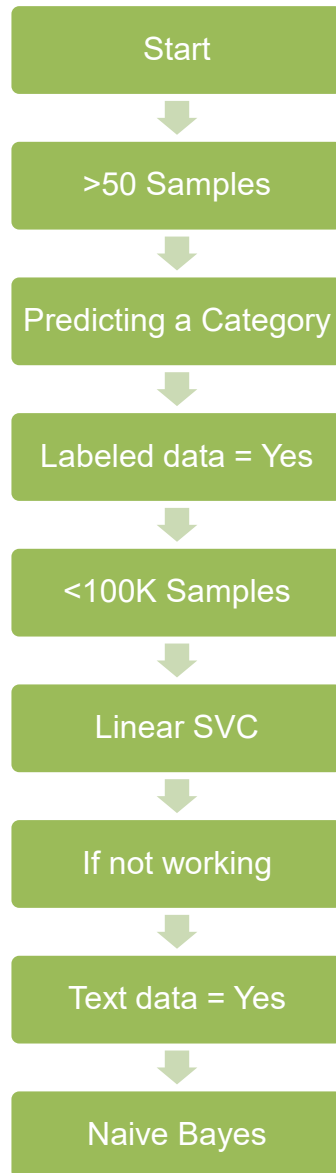 Start
>50 Samples
Predicting a Category
Labeled data = Yes
<100K Samples
Linear SVC
If not working
Text data = Yes
Naive Bayes